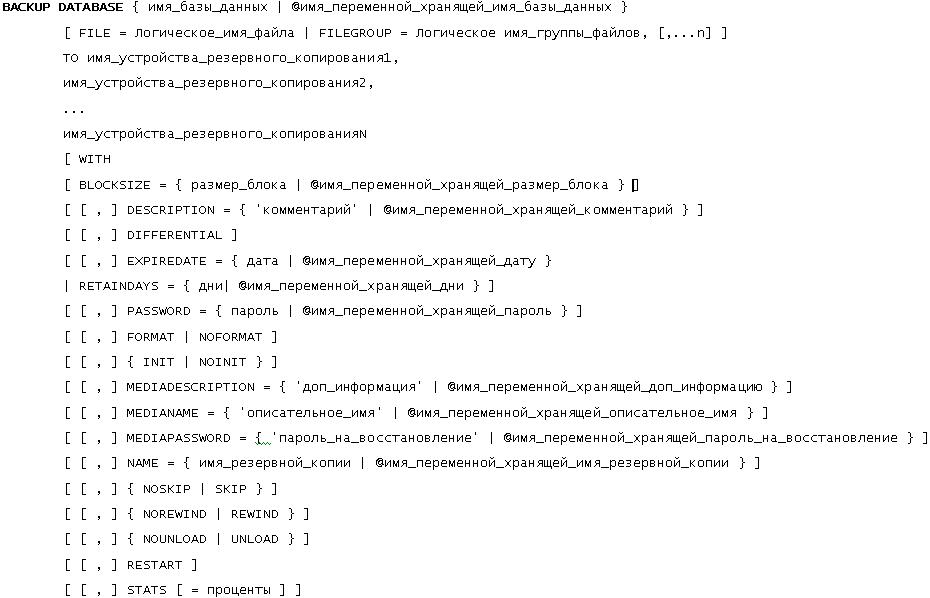 BACKUP DATABASE { имя_базы_данных | @имя_переменной_хранящей_имя_базы_данных }
[ FILE = Логическое_имя_файла | FILEGROUP = Логическое имя_группы_файлов, [,...n] ]
TO имя_устройства_резервного_копирования1,
имя_устройства_резервного_копирования2,
...
имя_устройства_резервного_копированияN
[ WITH
[ BLOCKSIZE = { размер_блока | @имя_переменной_хранящей_размер_блока } ]
[ [ , ] DESCRIPTION = { 'комментарий' | @имя_переменной_хранящей_комментарий } ]
[ [ , ] DIFFERENTIAL ]
[ [ , ] EXPIREDATE = { дата | @имя_переменной_хранящей_дату }
| RETAINDAYS = { дни| @имя_переменной_хранящей_дни } ]
[ [ , ] PASSWORD = { пароль | @имя_переменной_хранящей_пароль } ]
[ [ , ] FORMAT | NOFORMAT ]
[ [ , ] { INIT | NOINIT } ]
[ [ , ] MEDIADESCRIPTION = { 'доп_информация' | @имя_переменной_хранящей_доп_информацию } ]
[ [ , ] MEDIANAME = { 'описательное_имя' | @имя_переменной_хранящей_описательное_имя } ]
[ [ , ] MEDIAPASSWORD = { 'пароль_на_восстановление' | @имя_переменной_хранящей_пароль_на_восстановление } ]
[ [ , ] NAME = { имя_резервной_копии | @имя_переменной_хранящей_имя_резервной_копии } ]
[ [ , ] { NOSKIP | SKIP } ]
[ [ , ] { NOREWIND | REWIND } ]
[ [ , ] { NOUNLOAD | UNLOAD } ]
[ [ , ] RESTART ]
[ [ , ] STATS [ = проценты ] ]